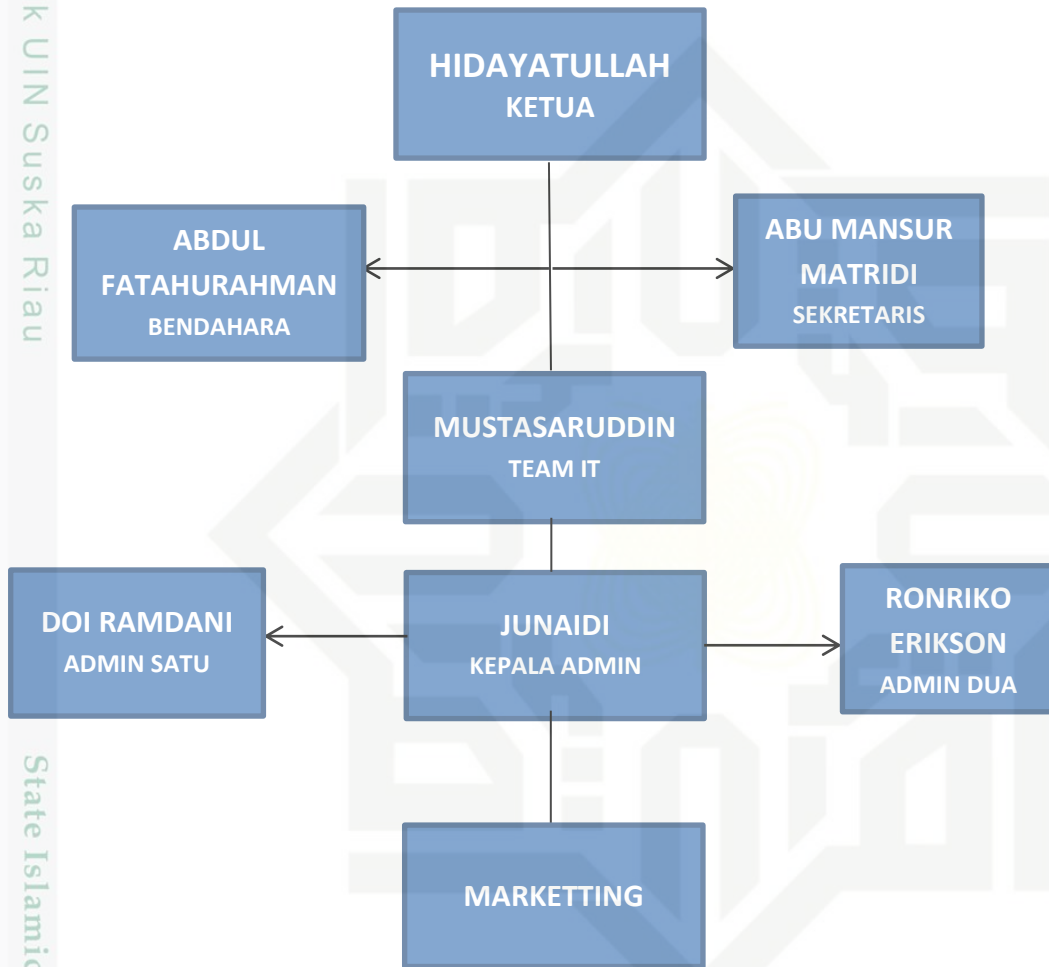 k UIN Suska Riau
State Islamic
HIDAYATULLAH
KETUA
ABDUL
FATAHURAHMAN
BENDAHARA
ABU MANSUR
MATRIDI
SEKRETARIS
MUSTASARUDDIN
TEAM IT
DOI RAMDANI
ADMIN SATU
JUNAIDI
KEPALA ADMIN
RONRIKO
ERIKSON
ADMIN DUA
MARKETTING